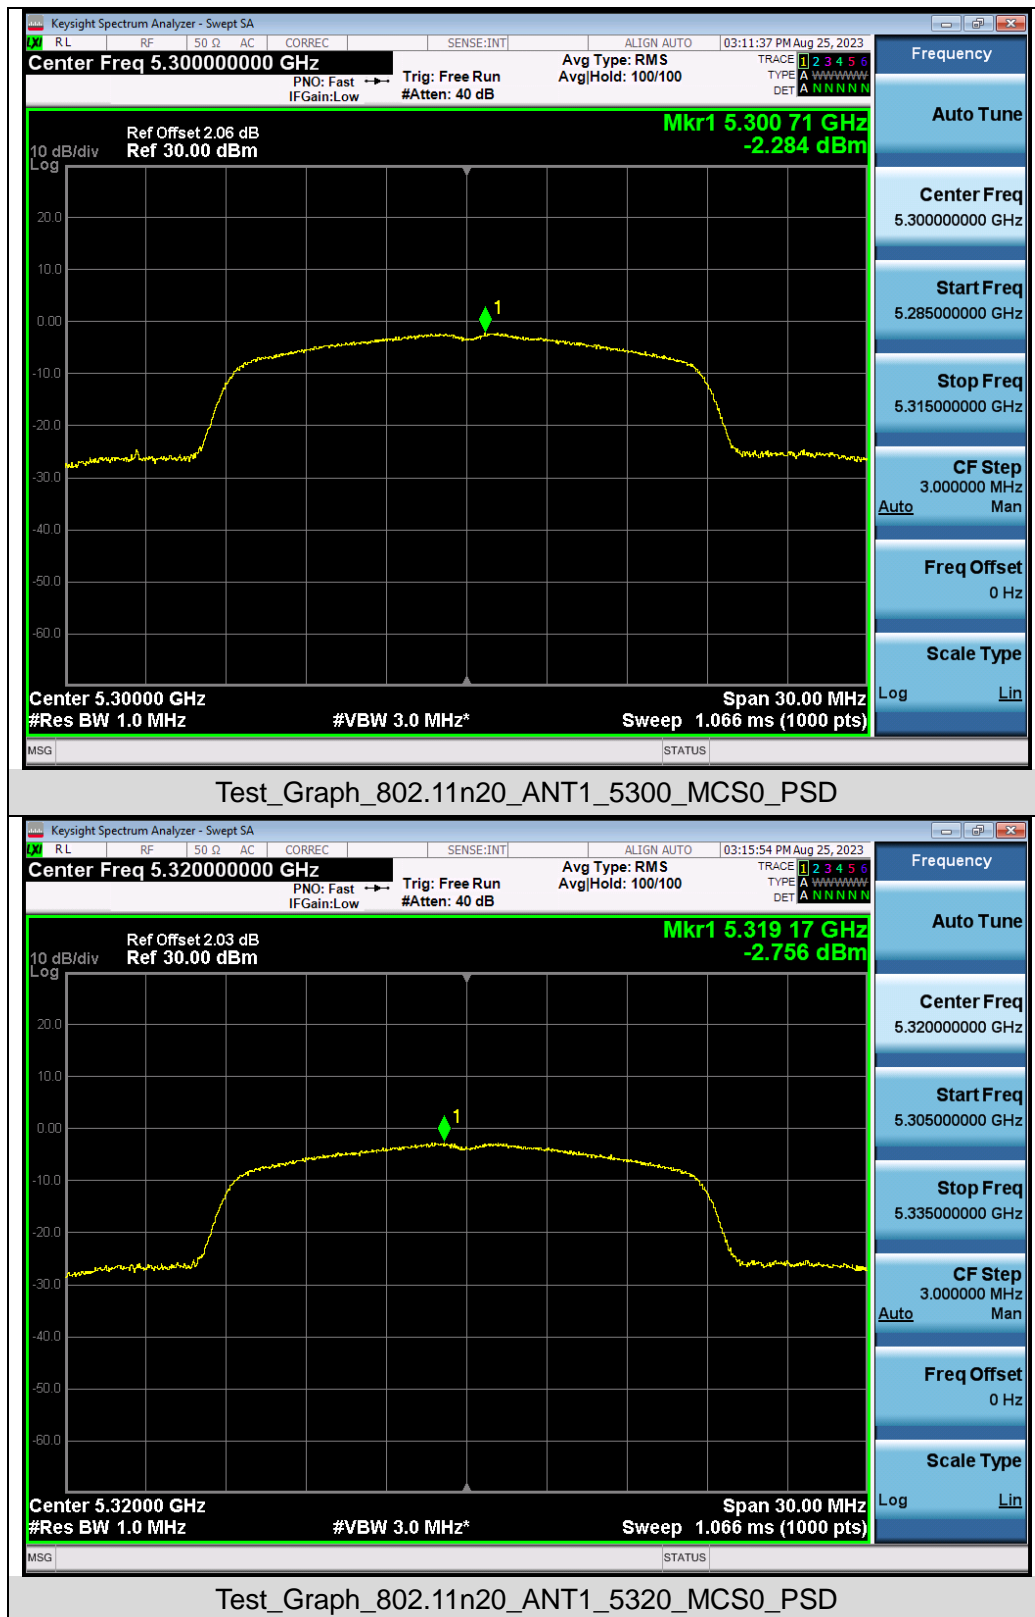 Keysight Spectrum Analyzer - Swept SA
LXI RL RF 50 Ω AC CORREC SENSE:INT ALIGN AUTO 03:11:37 PM Aug 25, 2023
Center Freq 5.300000000 GHz
PNO: Fast
IFGain:Low
Trig: Free Run
#Atten: 40 dB
Avg Type: RMS
Avg|Hold: 100/100
TRACE 1 2 3 4 5 6
TYPE A WWWWW
DET A N N N N N
Mkr1 5.300 71 GHz
-2.284 dBm
Ref Offset 2.06 dB
10 dB/div Ref 30.00 dBm
Log
20.0
10.0
0.00
-10.0
-20.0
-30.0
-40.0
-50.0
-60.0
1
Center 5.30000 GHz Span 30.00 MHz
#Res BW 1.0 MHz #VBW 3.0 MHz* Sweep 1.066 ms (1000 pts)
MSG STATUS
Frequency
Auto Tune
Center Freq
5.300000000 GHz
Start Freq
5.285000000 GHz
Stop Freq
5.315000000 GHz
CF Step
3.000000 MHz
Auto Man
Freq Offset
0 Hz
Scale Type
Log Lin
Test_Graph_802.11n20_ANT1_5300_MCS0_PSD
Keysight Spectrum Analyzer - Swept SA
LXI RL RF 50 Ω AC CORREC SENSE:INT ALIGN AUTO 03:15:54 PM Aug 25, 2023
Center Freq 5.320000000 GHz
PNO: Fast
IFGain:Low
Trig: Free Run
#Atten: 40 dB
Avg Type: RMS
Avg|Hold: 100/100
TRACE 1 2 3 4 5 6
TYPE A WWWWW
DET A N N N N N
Mkr1 5.319 17 GHz
-2.756 dBm
Ref Offset 2.03 dB
10 dB/div Ref 30.00 dBm
Log
20.0
10.0
0.00
-10.0
-20.0
-30.0
-40.0
-50.0
-60.0
1
Center 5.32000 GHz Span 30.00 MHz
#Res BW 1.0 MHz #VBW 3.0 MHz* Sweep 1.066 ms (1000 pts)
MSG STATUS
Frequency
Auto Tune
Center Freq
5.320000000 GHz
Start Freq
5.305000000 GHz
Stop Freq
5.335000000 GHz
CF Step
3.000000 MHz
Auto Man
Freq Offset
0 Hz
Scale Type
Log Lin
Test_Graph_802.11n20_ANT1_5320_MCS0_PSD